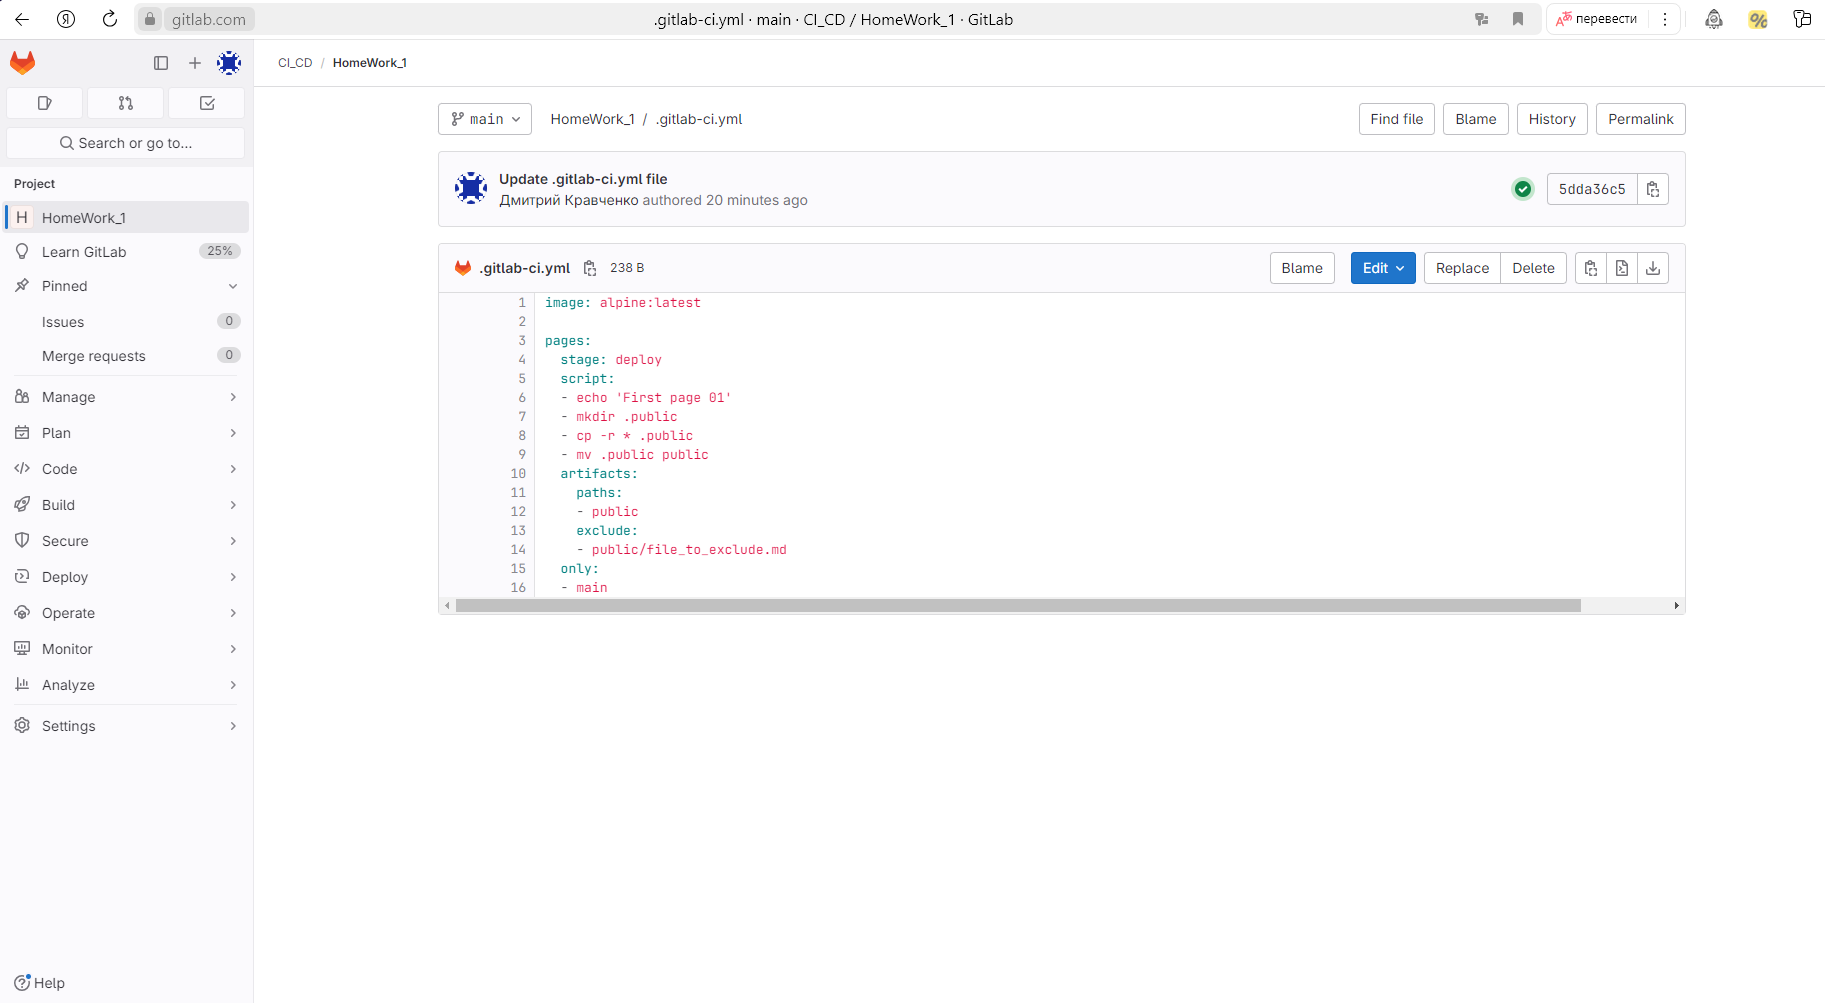 gitlab.com
.gitlab-ci.yml · main · CI_CD / HomeWork_1 · GitLab
перевести
CI_CD / HomeWork_1
Search or go to...
Project
H HomeWork_1
Learn GitLab 25%
Pinned
Issues 0
Merge requests 0
Manage
Plan
Code
Build
Secure
Deploy
Operate
Monitor
Analyze
Settings
Help
main HomeWork_1 / .gitlab-ci.yml Find file Blame History Permalink
Update .gitlab-ci.yml file
Дмитрий Кравченко authored 20 minutes ago
5dda36c5
.gitlab-ci.yml 238 B Blame Edit Replace Delete
1 image: alpine:latest
2
3 pages:
4   stage: deploy
5   script:
6   - echo 'First page 01'
7   - mkdir .public
8   - cp -r * .public
9   - mv .public public
10   artifacts:
11     paths:
12     - public
13     exclude:
14     - public/file_to_exclude.md
15   only:
16   - main